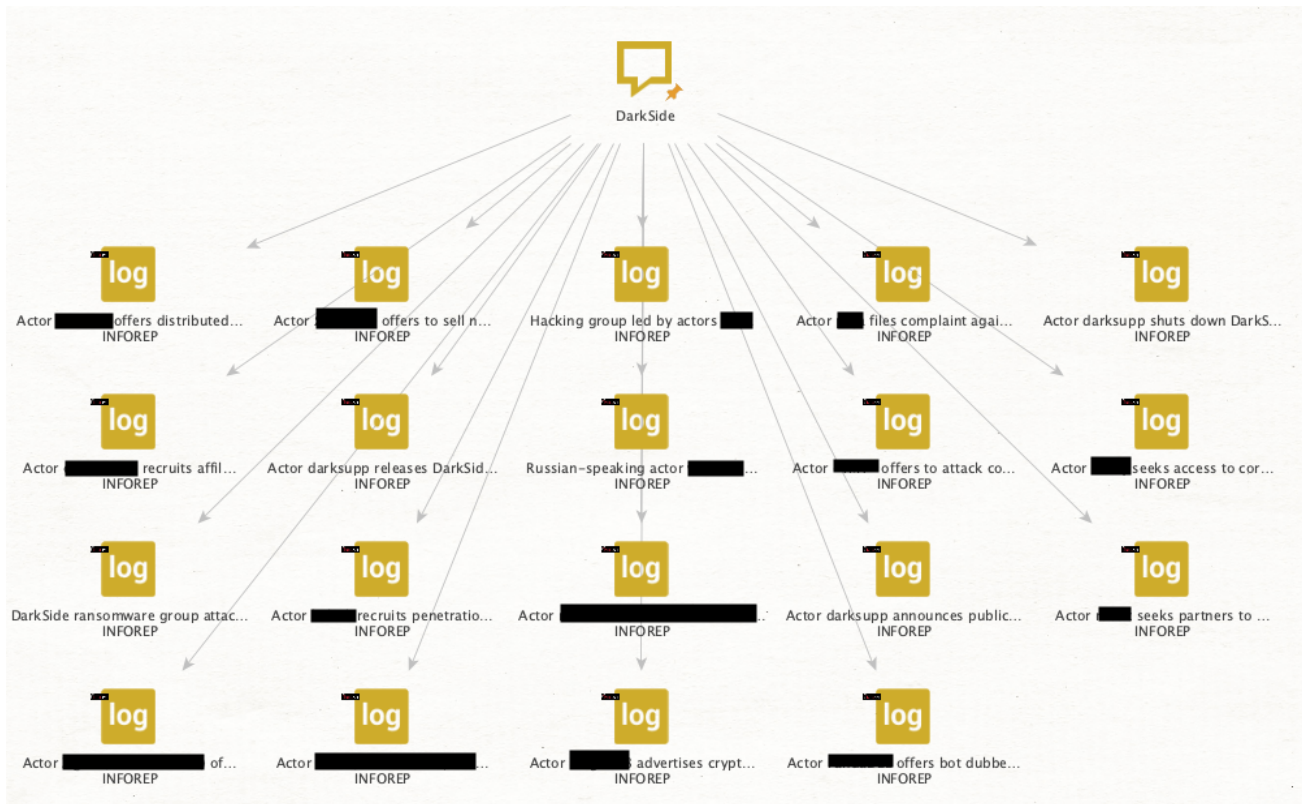 DarkSide
log log log log log
Actor offers distributed... Actor offers to sell n... Hacking group led by actors Actor files complaint agai... Actor darksupp shuts down DarkS...
INFOREP INFOREP INFOREP INFOREP INFOREP
log log log log log
Actor recruits affil... Actor darksupp releases DarkSid... Russian-speaking actor ... Actor offers to attack co... Actor seeks access to cor...
INFOREP INFOREP INFOREP INFOREP INFOREP
log log log log log
DarkSide ransomware group attac... Actor recruits penetratio... Actor Actor darksupp announces public... Actor seeks partners to ...
INFOREP INFOREP INFOREP INFOREP INFOREP
log log log log
Actor of... Actor ... Actor advertises crypt... Actor offers bot dubbe...
INFOREP INFOREP INFOREP INFOREP